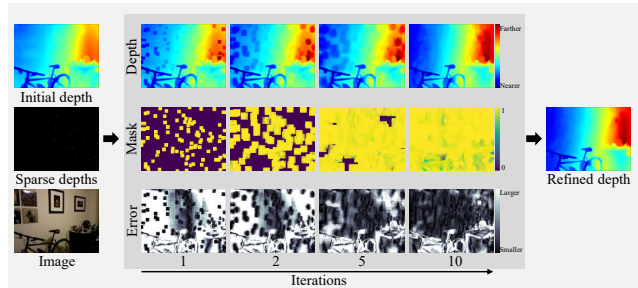 Initial depth
Sparse depths
Image
Depth
Farther
Nearer
Mask
1
0
Error
Larger
Smaller
1 2 5 10
Iterations
Refined depth